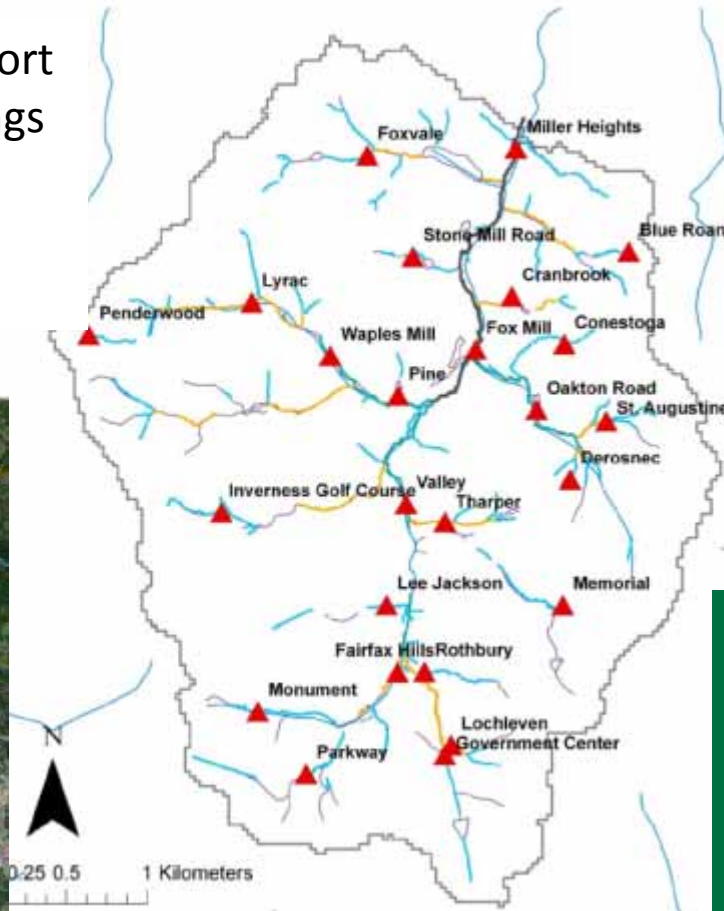 ort
gs
Foxvale
Miller Heights
Stone Mill Road
Blue Roan
Lyrac
Cranbrook
Penderwood
Waples Mill
Fox Mill
Conestoga
Pine
Oakton Road
St. Augustine
Derosnec
Inverness Golf Course
Valley
Tharper
Lee Jackson
Memorial
Fairfax Hills
Rothbury
Monument
Lochleven
Government Center
Parkway
N
0.25 0.5 1 Kilometers